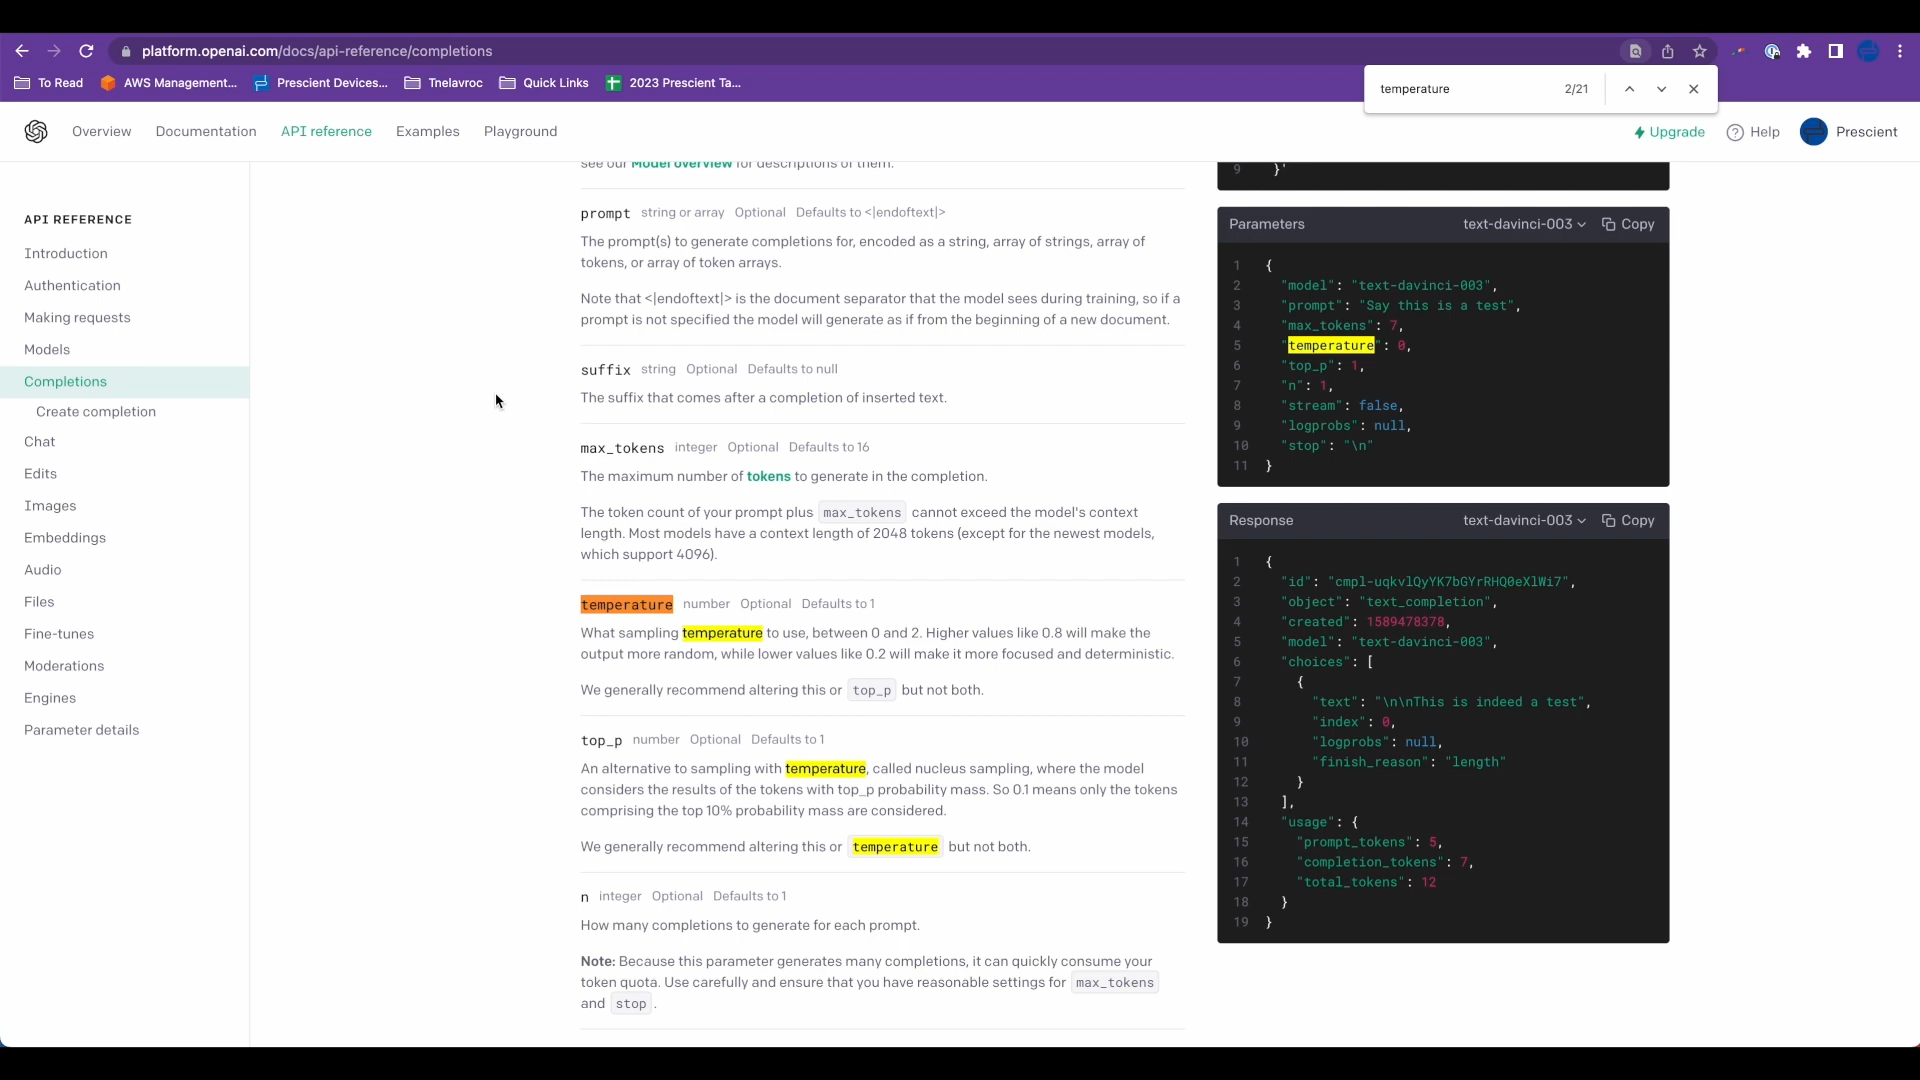 platform.openai.com/docs/api-reference/completions
To Read
AWS Management...
Prescient Devices...
Tnelavroc
Quick Links
2023 Prescient Ta...
temperature
2/21
Overview
Documentation
API reference
Examples
Playground
Upgrade
Help
Prescient
API REFERENCE
Introduction
Authentication
Making requests
Models
Completions
Create completion
Chat
Edits
Images
Embeddings
Audio
Files
Fine-tunes
Moderations
Engines
Parameter details
see our Model overview for descriptions of them.
prompt string or array Optional Defaults to <|endoftext|>
The prompt(s) to generate completions for, encoded as a string, array of strings, array of
tokens, or array of token arrays.
Note that <|endoftext|> is the document separator that the model sees during training, so if a
prompt is not specified the model will generate as if from the beginning of a new document.
suffix string Optional Defaults to null
The suffix that comes after a completion of inserted text.
max_tokens integer Optional Defaults to 16
The maximum number of tokens to generate in the completion.
The token count of your prompt plus max_tokens cannot exceed the model's context
length. Most models have a context length of 2048 tokens (except for the newest models,
which support 4096).
temperature number Optional Defaults to 1
What sampling temperature to use, between 0 and 2. Higher values like 0.8 will make the
output more random, while lower values like 0.2 will make it more focused and deterministic.
We generally recommend altering this or top_p but not both.
top_p number Optional Defaults to 1
An alternative to sampling with temperature, called nucleus sampling, where the model
considers the results of the tokens with top_p probability mass. So 0.1 means only the tokens
comprising the top 10% probability mass are considered.
We generally recommend altering this or temperature but not both.
n integer Optional Defaults to 1
How many completions to generate for each prompt.
Note: Because this parameter generates many completions, it can quickly consume your
token quota. Use carefully and ensure that you have reasonable settings for max_tokens
and stop .
9 }'
Parameters text-davinci-003 Copy
1 {
2 "model": "text-davinci-003",
3 "prompt": "Say this is a test",
4 "max_tokens": 7,
5 "temperature": 0,
6 "top_p": 1,
7 "n": 1,
8 "stream": false,
9 "logprobs": null,
10 "stop": "\n"
11 }
Response text-davinci-003 Copy
1 {
2 "id": "cmpl-uqkvlQyYK7bGYrRHQ0eXlWi7",
3 "object": "text_completion",
4 "created": 1589478378,
5 "model": "text-davinci-003",
6 "choices": [
7 {
8 "text": "\n\nThis is indeed a test",
9 "index": 0,
10 "logprobs": null,
11 "finish_reason": "length"
12 }
13 ],
14 "usage": {
15 "prompt_tokens": 5,
16 "completion_tokens": 7,
17 "total_tokens": 12
18 }
19 }